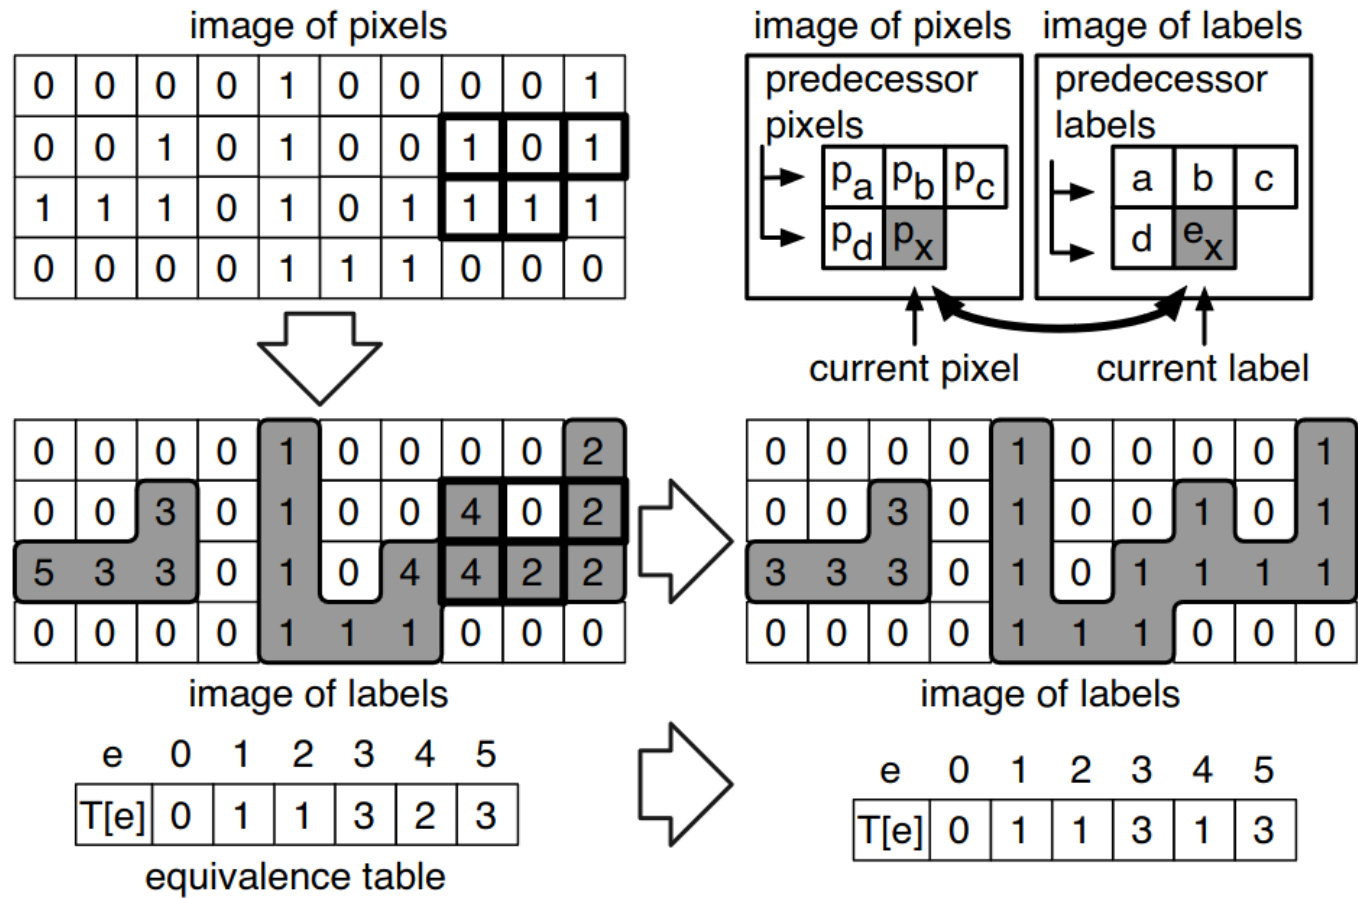 image of pixels
0 0 0 0 1 0 0 0 0 1
0 0 1 0 1 0 0 1 0 1
1 1 1 0 1 0 1 1 1 1
0 0 0 0 1 1 1 0 0 0
image of pixels
predecessor
pixels
pa pb pc
pd px
current pixel
image of labels
predecessor
labels
a b c
d ex
current label
0 0 0 0 1 0 0 0 0 2
0 0 3 0 1 0 0 4 0 2
5 3 3 0 1 0 4 4 2 2
0 0 0 0 1 1 1 0 0 0
image of labels
0 0 0 0 1 0 0 0 0 1
0 0 3 0 1 0 0 1 0 1
3 3 3 0 1 0 1 1 1 1
0 0 0 0 1 1 1 0 0 0
image of labels
e 0 1 2 3 4 5
T[e] 0 1 1 3 2 3
equivalence table
e 0 1 2 3 4 5
T[e] 0 1 1 3 1 3